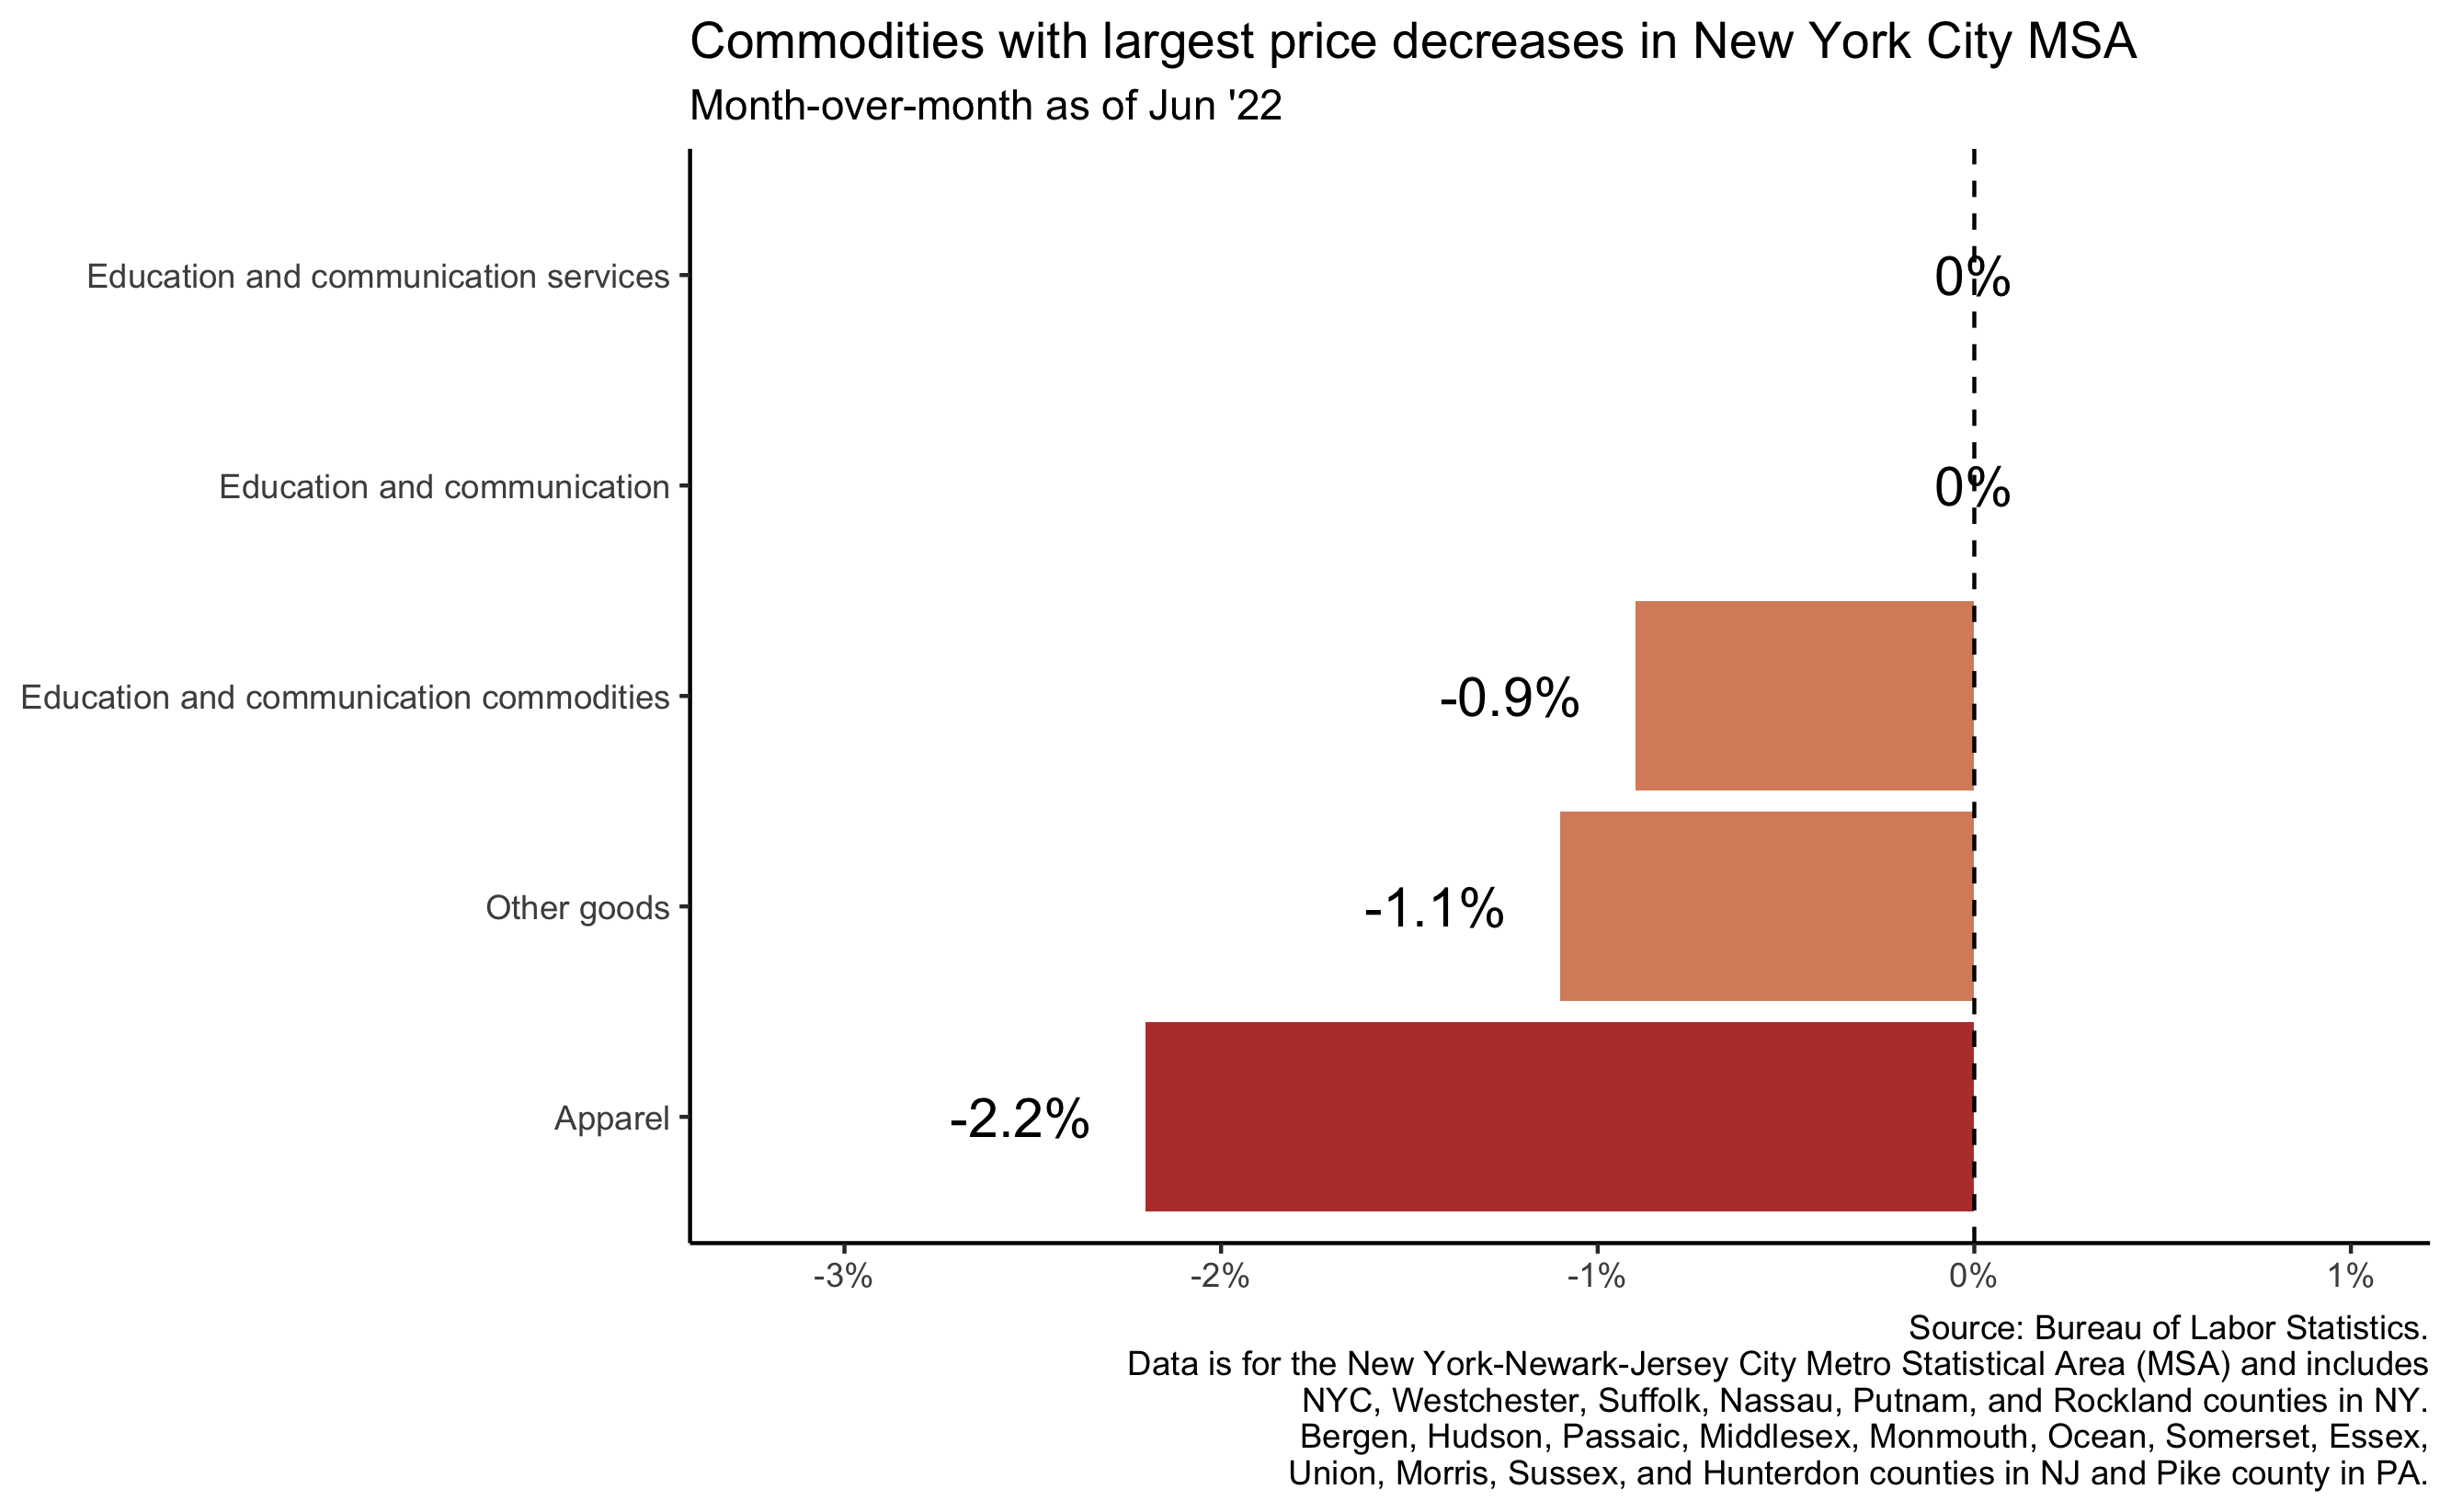 Commodities with largest price decreases in New York City MSA
Month-over-month as of Jun '22
Education and communication services
0%
Education and communication
0%
Education and communication commodities
-0.9%
Other goods
-1.1%
Apparel
-2.2%
-3%
-2%
-1%
0%
1%
Source: Bureau of Labor Statistics.
Data is for the New York-Newark-Jersey City Metro Statistical Area (MSA) and includes
NYC, Westchester, Suffolk, Nassau, Putnam, and Rockland counties in NY.
Bergen, Hudson, Passaic, Middlesex, Monmouth, Ocean, Somerset, Essex,
Union, Morris, Sussex, and Hunterdon counties in NJ and Pike county in PA.